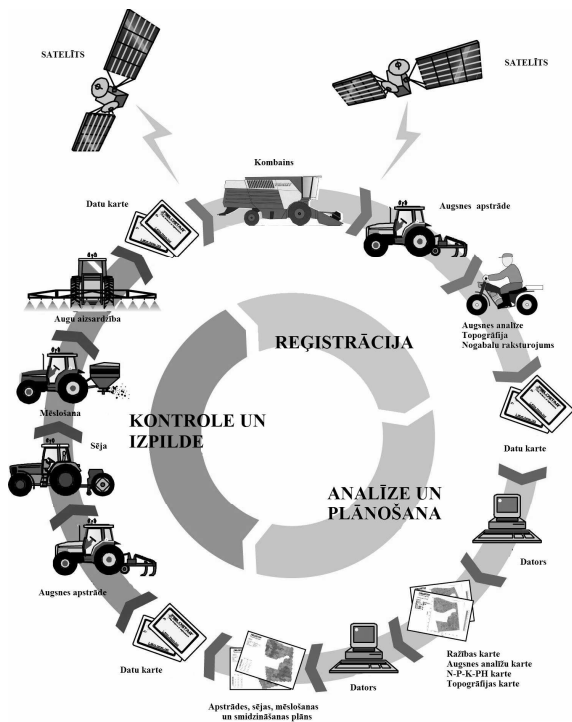 SATELĪTS
SATELĪTS
Kombains
Datu karte
Augsnes apstrāde
Augu aizsardzība
Augsnes analīze
Topogrāfija
Nogabalu raksturojums
REĢISTRĀCIJA
Mēslošana
KONTROLE UN
IZPILDE
Datu karte
Sēja
ANALĪZE UN
PLĀNOŠANA
Dators
Augsnes apstrāde
Ražības karte
Augsnes analīžu karte
N-P-K-PH karte
Topogrāfijas karte
Datu karte
Dators
Apstrādes, sējas, mēslošanas
un smidzināšanas plāns